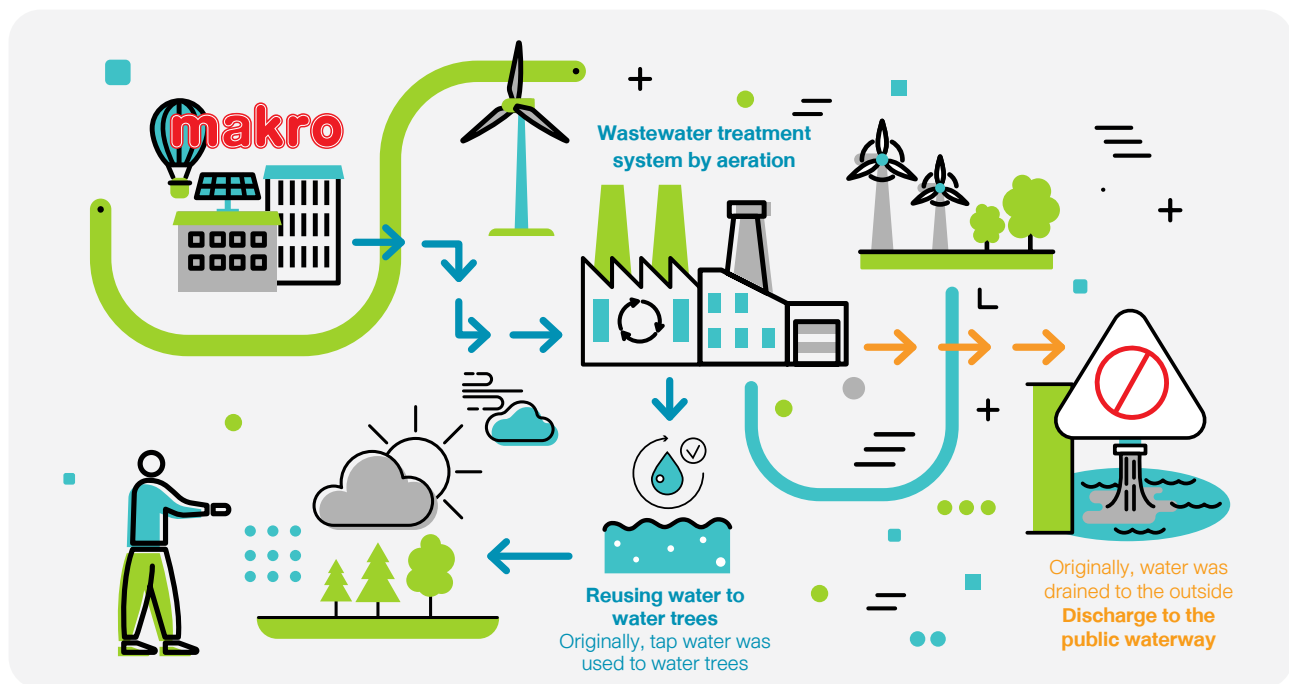 makro
Wastewater treatment
system by aeration
Reusing water to
water trees
Originally, tap water was
used to water trees
Originally, water was
drained to the outside
Discharge to the
public waterway